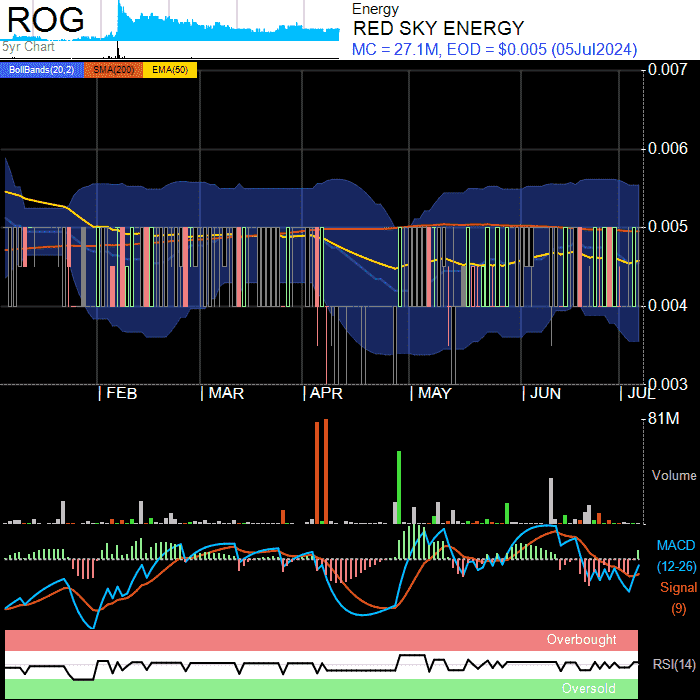 ROG
5yr Chart
Energy
RED SKY ENERGY
MC = 27.1M, EOD = $0.005 (05Jul2024)
BollBands(20,2) SMA(200) EMA(50)
0.007
0.006
0.005
0.004
0.003
FEB MAR APR MAY JUN JUL
81M
Volume
MACD
(12-26)
Signal
(9)
Overbought
RSI(14)
Oversold